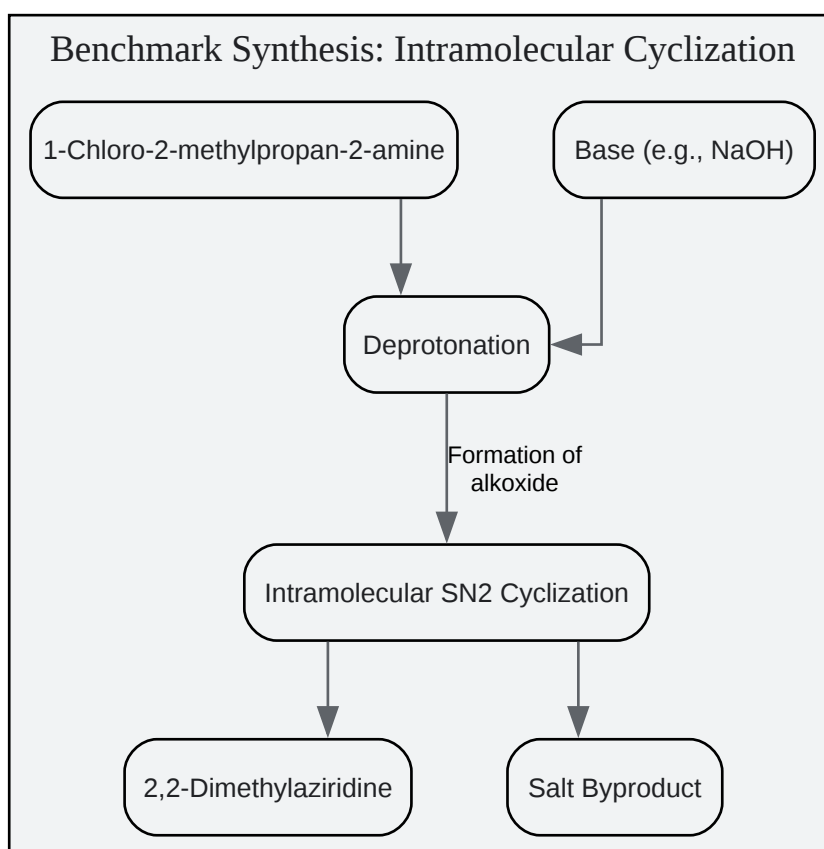 Benchmark Synthesis: Intramolecular Cyclization
1-Chloro-2-methylpropan-2-amine
Base (e.g., NaOH)
Deprotonation
Formation of
alkoxide
Intramolecular SN2 Cyclization
2,2-Dimethylaziridine
Salt Byproduct